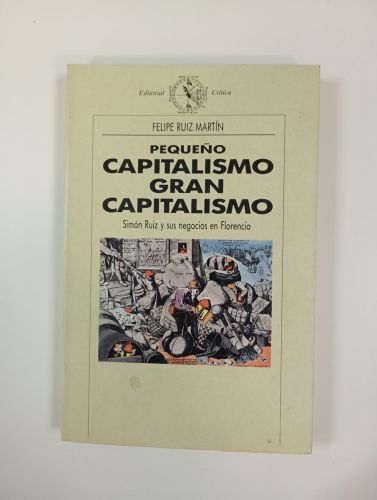 Editorial Crítica
FELIPE RUIZ MARTÍN
PEQUEÑO
CAPITALISMO
GRAN
CAPITALISMO
Simón Ruiz y sus negocios en Florencia